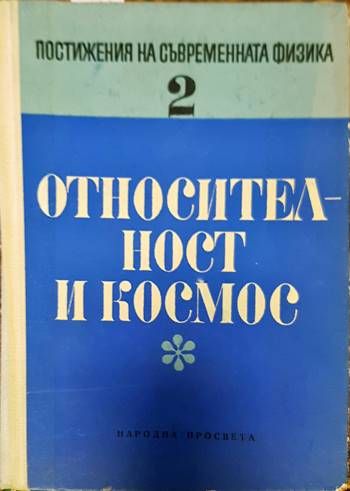 ПОСТИЖЕНИЯ НА СЪВРЕМЕННАТА ФИЗИКА
2
ОТНОСИТЕЛ-
НОСТ
И КОСМОС
НАРОДНА ПРОСВЕТА